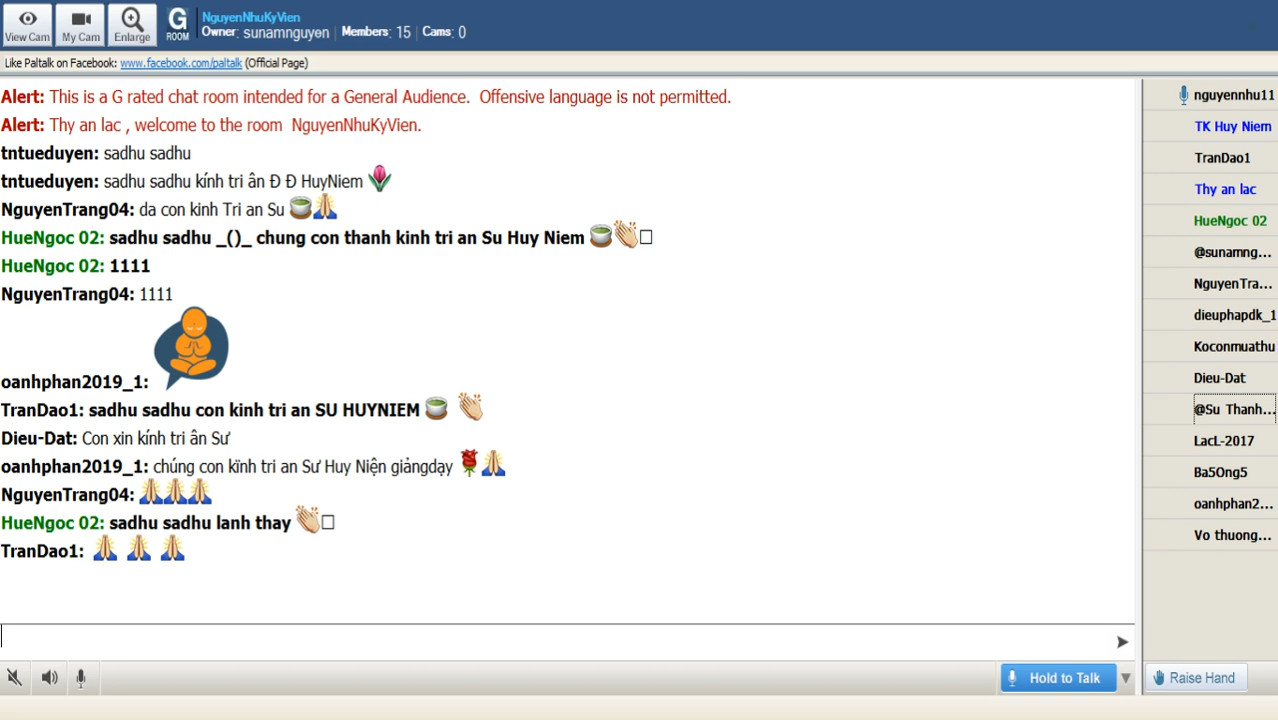 View Cam
My Cam
Enlarge
G
ROOM
NguyenNhuKyVien
Owner: sunamnguyen | Members: 15 | Cams: 0
Like Paltalk on Facebook: www.facebook.com/paltalk (Official Page)
Alert: This is a G rated chat room intended for a General Audience. Offensive language is not permitted.
Alert: Thy an lac , welcome to the room NguyenNhuKyVien.
tntueduyen: sadhu sadhu
tntueduyen: sadhu sadhu kính tri ân Đ Đ HuyNiem 🌷
NguyenTrang04: da con kinh Tri an Su 🍵🙏
HueNgoc 02: sadhu sadhu _()_ chung con thanh kinh tri an Su Huy Niem 🍵👏□
HueNgoc 02: 1111
NguyenTrang04: 1111
oanhphan2019_1:
TranDao1: sadhu sadhu con kinh tri an SU HUYNIEM 🍵 👏
Dieu-Dat: Con xin kính tri ân Sư
oanhphan2019_1: chúng con kĩnh tri an Sư Huy Niện giảngdạy 🌹🙏
NguyenTrang04: 🙏🙏🙏
HueNgoc 02: sadhu sadhu lanh thay 👏□
TranDao1: 🙏 🙏 🙏
nguyennhu11
TK Huy Niem
TranDao1
Thy an lac
HueNgoc 02
@sunamng...
NguyenTra...
dieuphapdk_1
Koconmuathu
Dieu-Dat
@Su Thanh...
LacL-2017
Ba5Ong5
oanhphan2...
Vo thuong...
Hold to Talk
Raise Hand